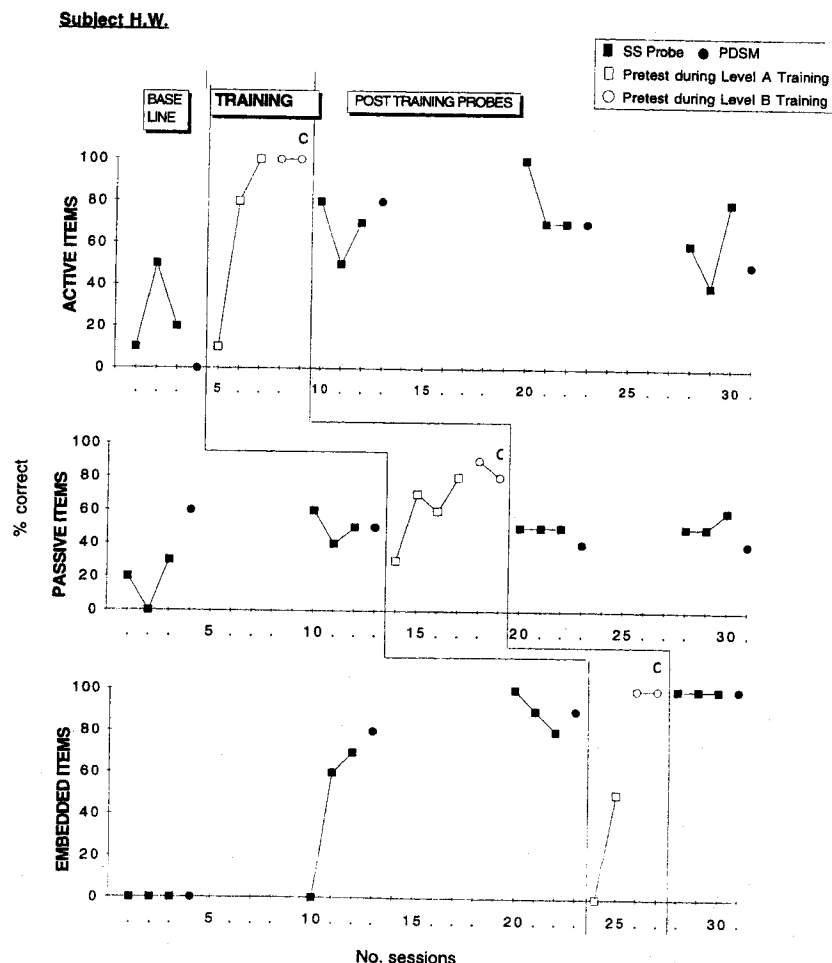 Subject H.W.
■ SS Probe ● PDSM
□ Pretest during Level A Training
○ Pretest during Level B Training
BASE LINE
TRAINING
POST TRAINING PROBES
C
100
80
60
40
20
0
ACTIVE ITEMS
. . . . 5 . . . . 10 . . . . 15 . . . . 20 . . . . 25 . . . . 30 .
C
100
80
60
40
20
0
PASSIVE ITEMS
% correct
. . . . 5 . . . . 10 . . . . 15 . . . . 20 . . . . 25 . . . . 30 .
C
100
80
60
40
20
0
EMBEDDED ITEMS
. . . . 5 . . . . 10 . . . . 15 . . . . 20 . . . . 25 . . . . 30 .
No. sessions